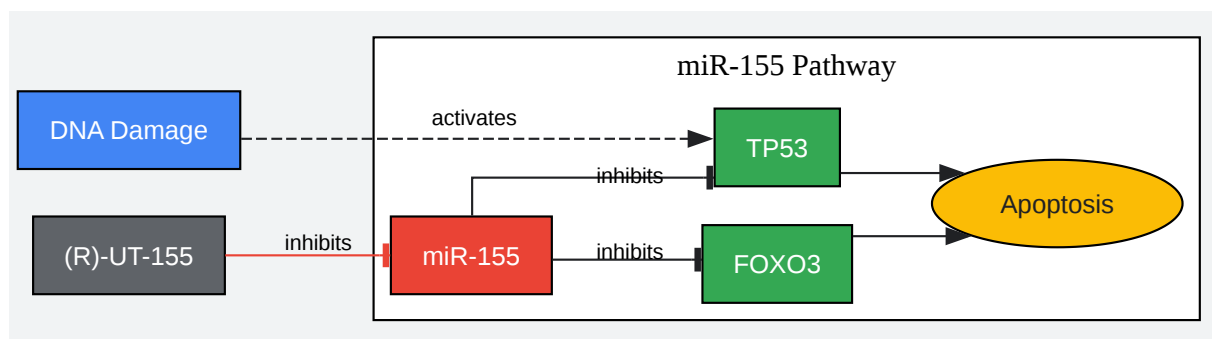 miR-155 Pathway
DNA Damage
activates
TP53
inhibits
Apoptosis
(R)-UT-155
inhibits
miR-155
inhibits
FOXO3